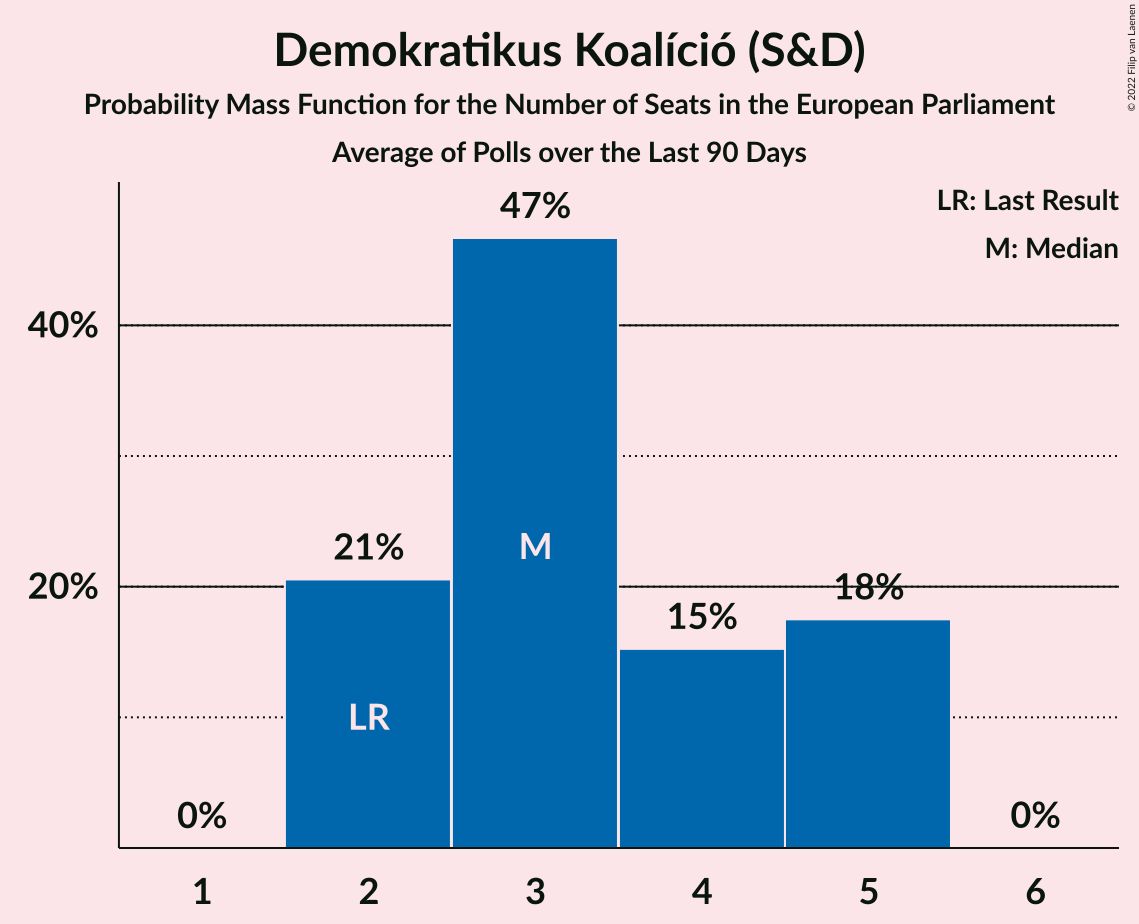 © 2022 Filip van Laenen
Demokratikus Koalíció (S&D)
Probability Mass Function for the Number of Seats in the European Parliament
Average of Polls over the Last 90 Days
LR: Last Result
M: Median
47%
40%
21%
M
20%
18%
15%
LR
0%
0%
1 2 3 4 5 6